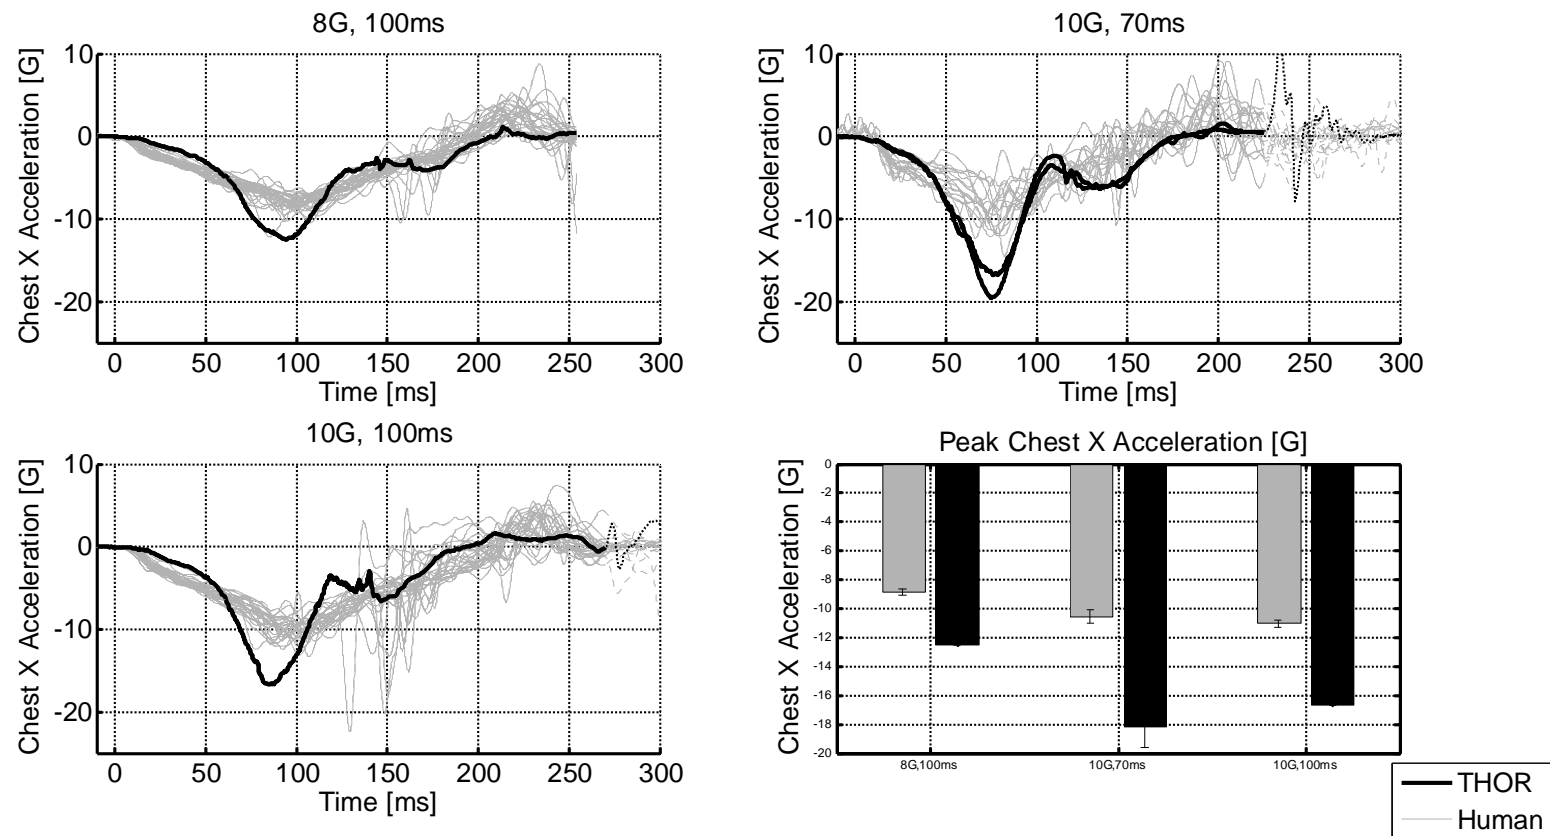 8G, 100ms
Chest X Acceleration [G]
10
0
-10
-20
0 50 100 150 200 250 300
Time [ms]
10G, 70ms
Chest X Acceleration [G]
10
0
-10
-20
0 50 100 150 200 250 300
Time [ms]
10G, 100ms
Chest X Acceleration [G]
10
0
-10
-20
0 50 100 150 200 250 300
Time [ms]
Peak Chest X Acceleration [G]
Chest X Acceleration [G]
0
-2
-4
-6
-8
-10
-12
-14
-16
-18
-20
8G,100ms 10G,70ms 10G,100ms
THOR
Human